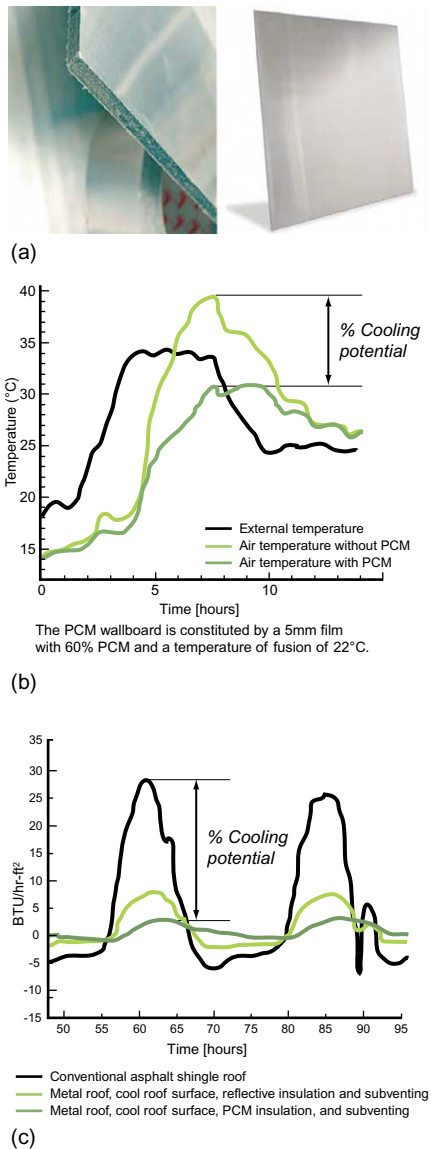 (a)
40
35
30
25
20
15
0
5
10
Temperature (°C)
% Cooling
potential
External temperature
Air temperature without PCM
Air temperature with PCM
Time [hours]
The PCM wallboard is constituted by a 5mm film
with 60% PCM and a temperature of fusion of 22°C.
(b)
35
30
25
20
15
10
5
0
-5
-10
-15
BTU/hr-ft²
% Cooling
potential
50 55 60 65 70 75 80 85 90 95
Time [hours]
Conventional asphalt shingle roof
Metal roof, cool roof surface, reflective insulation and subventing
Metal roof, cool roof surface, PCM insulation, and subventing
(c)